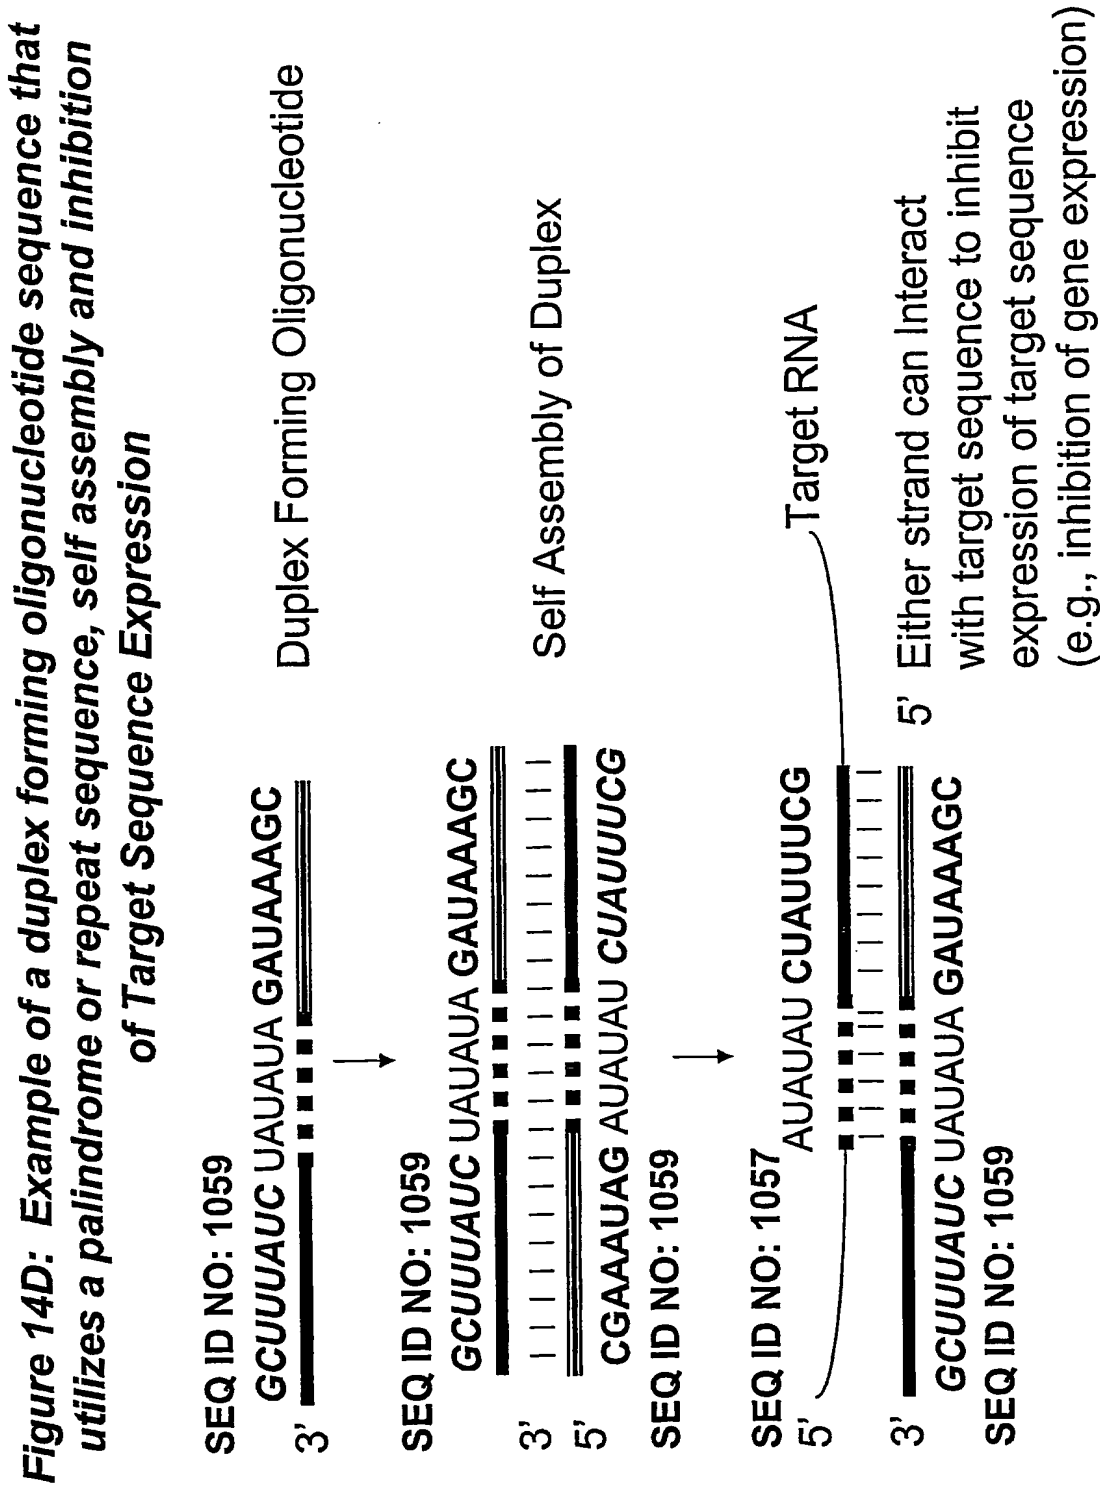 Figure 14D: Example of a duplex forming oligonucleotide sequence that
utilizes a palindrome or repeat sequence, self assembly and inhibition
of Target Sequence Expression
SEQ ID NO: 1059
GCUUUAUC UAUAUA GAUAAAGC
3'
Duplex Forming Oligonucleotide
SEQ ID NO: 1059
GCUUUAUC UAUAUA GAUAAAGC
3'
5'
CGAAAUAG AUAUAU CUAUUUCG
SEQ ID NO: 1059
Self Assembly of Duplex
SEQ ID NO: 1057
AUAUAU CUAUUUCG
5'
Target RNA
3'
5'
GCUUUAUC UAUAUA GAUAAAGC
SEQ ID NO: 1059
Either strand can Interact
with target sequence to inhibit
expression of target sequence
(e.g., inhibition of gene expression)